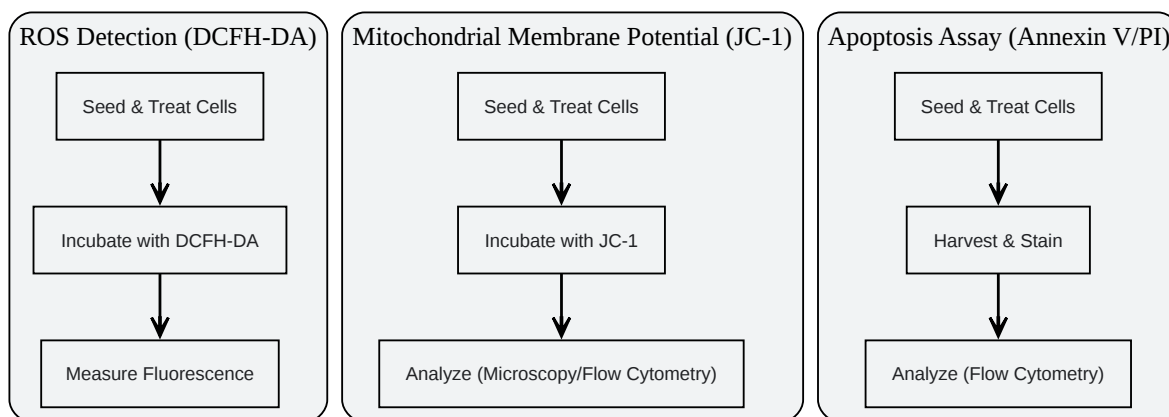 ROS Detection (DCFH-DA)
Seed & Treat Cells
Incubate with DCFH-DA
Measure Fluorescence
Mitochondrial Membrane Potential (JC-1)
Seed & Treat Cells
Incubate with JC-1
Analyze (Microscopy/Flow Cytometry)
Apoptosis Assay (Annexin V/PI)
Seed & Treat Cells
Harvest & Stain
Analyze (Flow Cytometry)